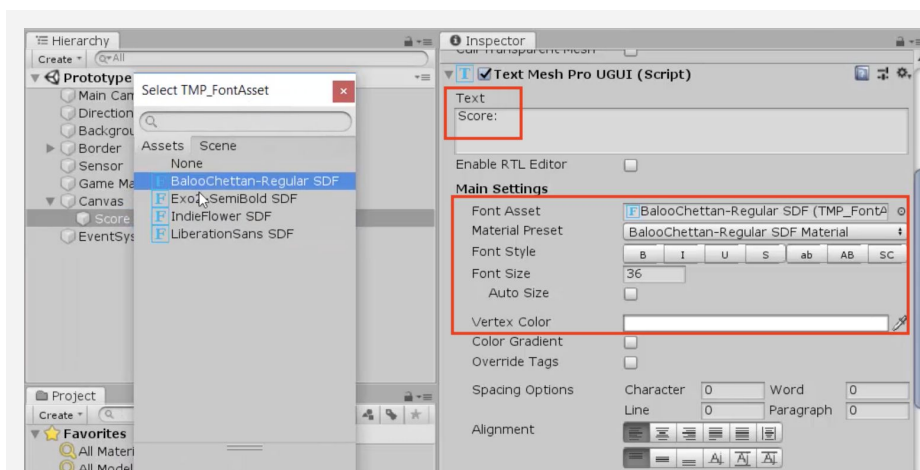 Hierarchy
Create
All
Prototype
Main Cam
Direction
Backgrou
Border
Sensor
Game Ma
Canvas
Score
EventSys
Project
Create
Favorites
All Materi
All Model
Select TMP_FontAsset
Assets Scene
None
BalooChettan-Regular SDF
SemiBold SDF
IndieFlower SDF
LiberationSans SDF
Inspector
Cull Transparent Mesh
Text Mesh Pro UGUI (Script)
Text
Score:
Enable RTL Editor
Main Settings
Font Asset BalooChettan-Regular SDF (TMP_FontA
Material Preset BalooChettan-Regular SDF Material
Font Style B I U S ab AB SC
Font Size 36
Auto Size
Vertex Color
Color Gradient
Override Tags
Spacing Options Character 0 Word 0
Line 0 Paragraph 0
Alignment